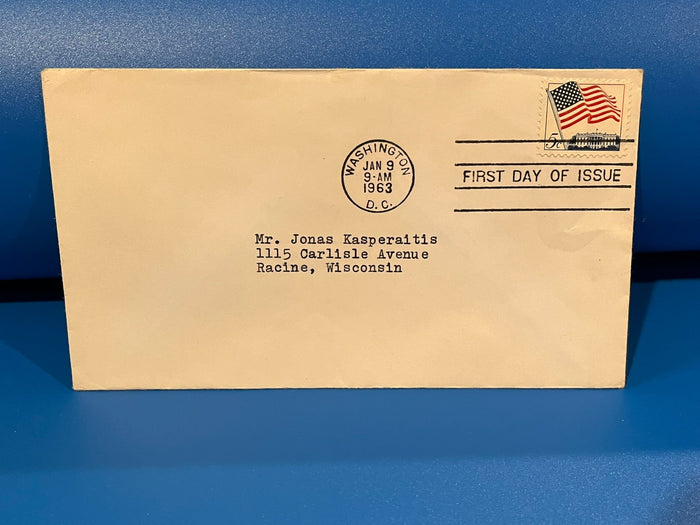 5¢
WASHINGTON
JAN 9
9-AM
1963
D. C.
FIRST DAY OF ISSUE
Mr. Jonas Kasperaitis
1115 Carlisle Avenue
Racine, Wisconsin